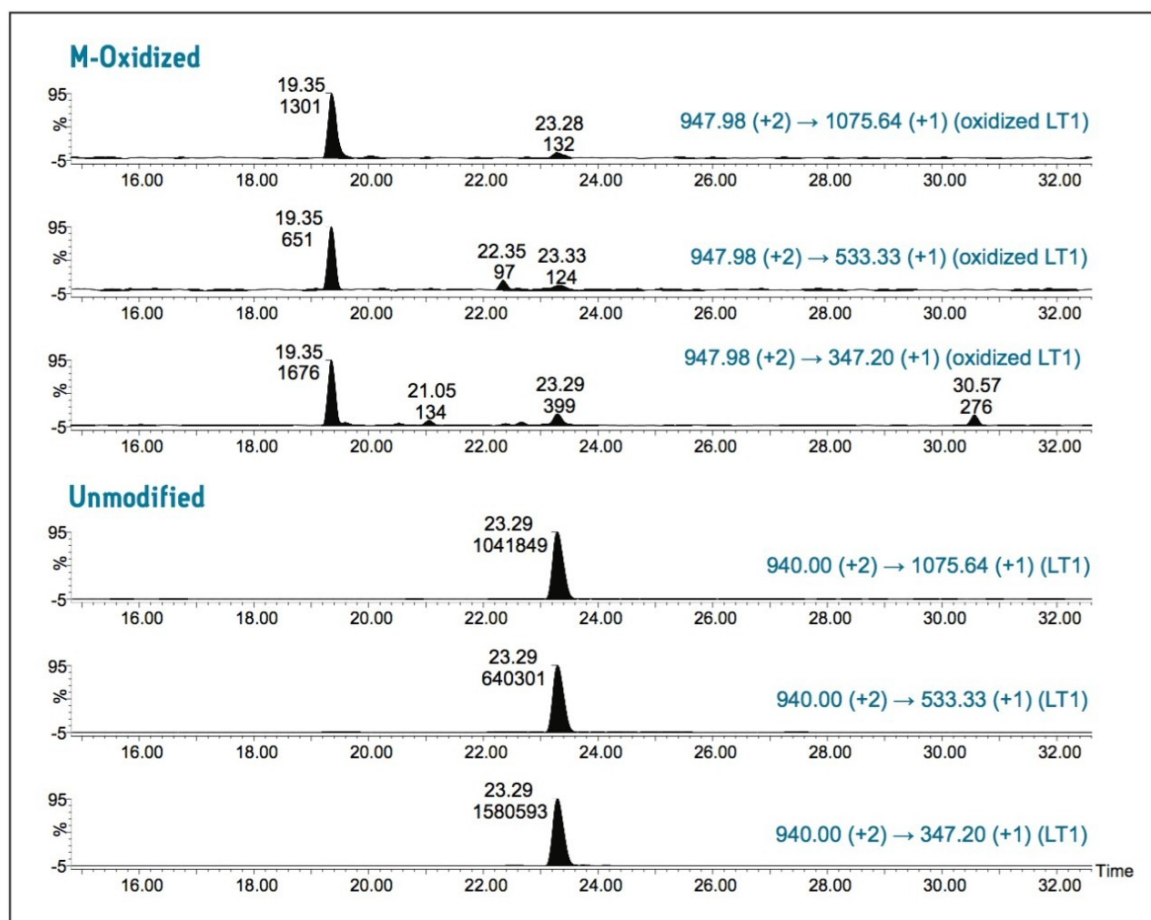 M-Oxidized
19.35
1301
947.98 (+2) → 1075.64 (+1) (oxidized LT1)
23.28
132
95
%
-5
16.00 18.00 20.00 22.00 24.00 26.00 28.00 30.00 32.00
19.35
651
947.98 (+2) → 533.33 (+1) (oxidized LT1)
22.35
97
23.33
124
95
%
-5
16.00 18.00 20.00 22.00 24.00 26.00 28.00 30.00 32.00
947.98 (+2) → 347.20 (+1) (oxidized LT1)
19.35
1676
21.05
134
23.29
399
30.57
276
95
%
-5
16.00 18.00 20.00 22.00 24.00 26.00 28.00 30.00 32.00
Unmodified
23.29
1041849
940.00 (+2) → 1075.64 (+1) (LT1)
95
%
-5
16.00 18.00 20.00 22.00 24.00 26.00 28.00 30.00 32.00
23.29
640301
940.00 (+2) → 533.33 (+1) (LT1)
95
%
-5
16.00 18.00 20.00 22.00 24.00 26.00 28.00 30.00 32.00
23.29
1580593
940.00 (+2) → 347.20 (+1) (LT1)
95
%
-5
Time
16.00 18.00 20.00 22.00 24.00 26.00 28.00 30.00 32.00